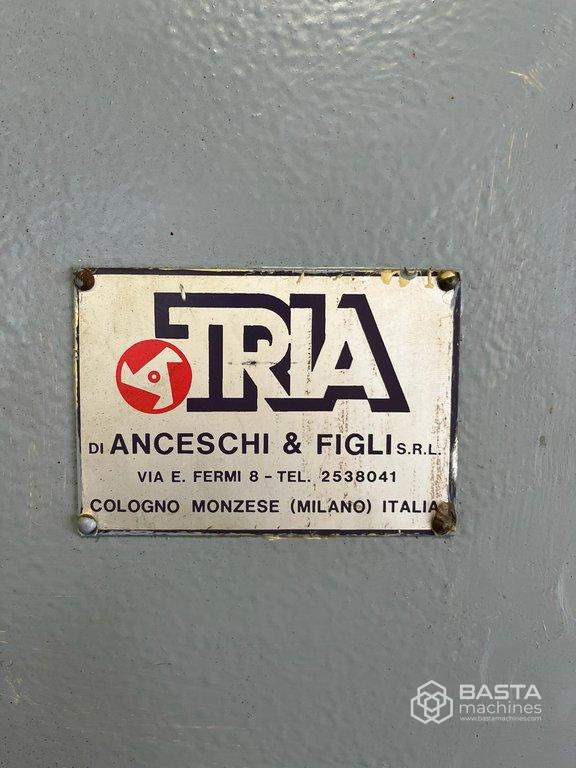 TRIA
DI ANCESCHI & FIGLI S.R.L.
VIA E. FERMI 8 - TEL. 2538041
COLOGNO MONZESE (MILANO) ITALIA
BASTA
machines
www.bastamachines.com